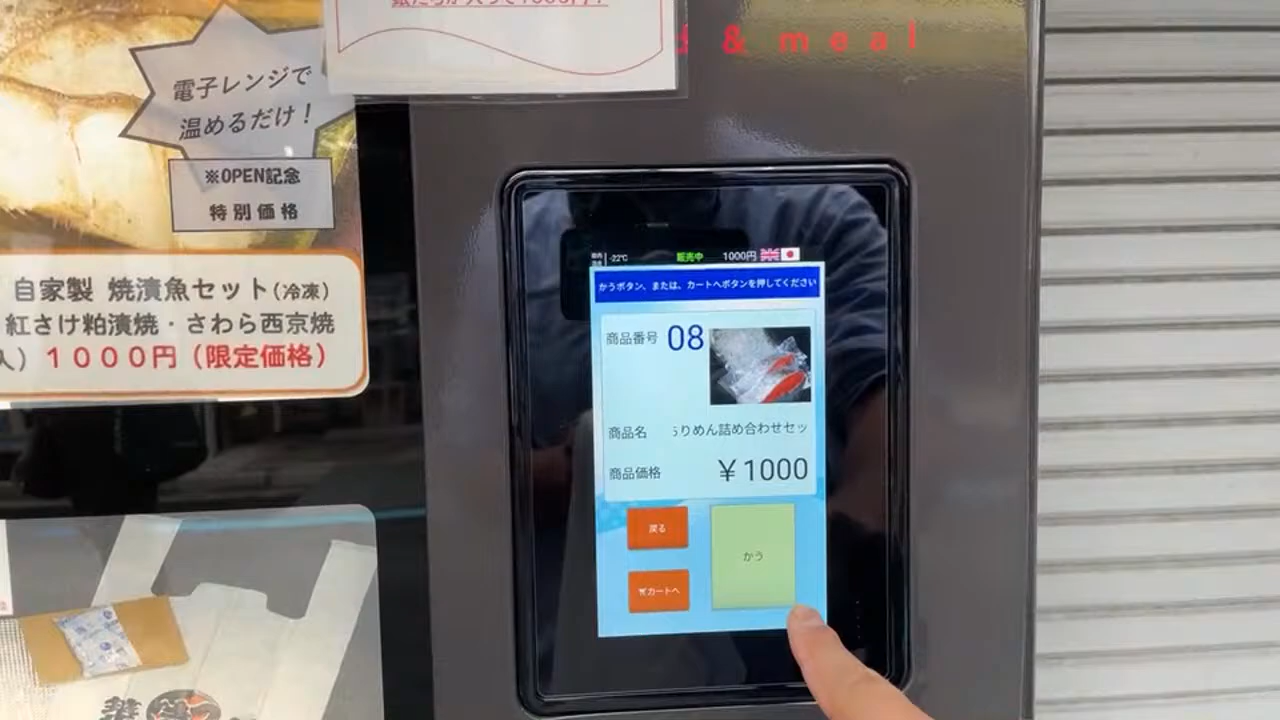 & meal
電子レンジで
温めるだけ！
※OPEN記念
特別価格
自家製 焼漬魚セット(冷凍)
紅さけ粕漬焼・さわら西京焼
入）１０００円（限定価格）
-22℃ 販売中 1000円
かうボタン、または、カートへボタンを押してください
商品番号 08
商品名 りめん詰め合わせセッ
商品価格 ￥1000
戻る
かう
カートへ